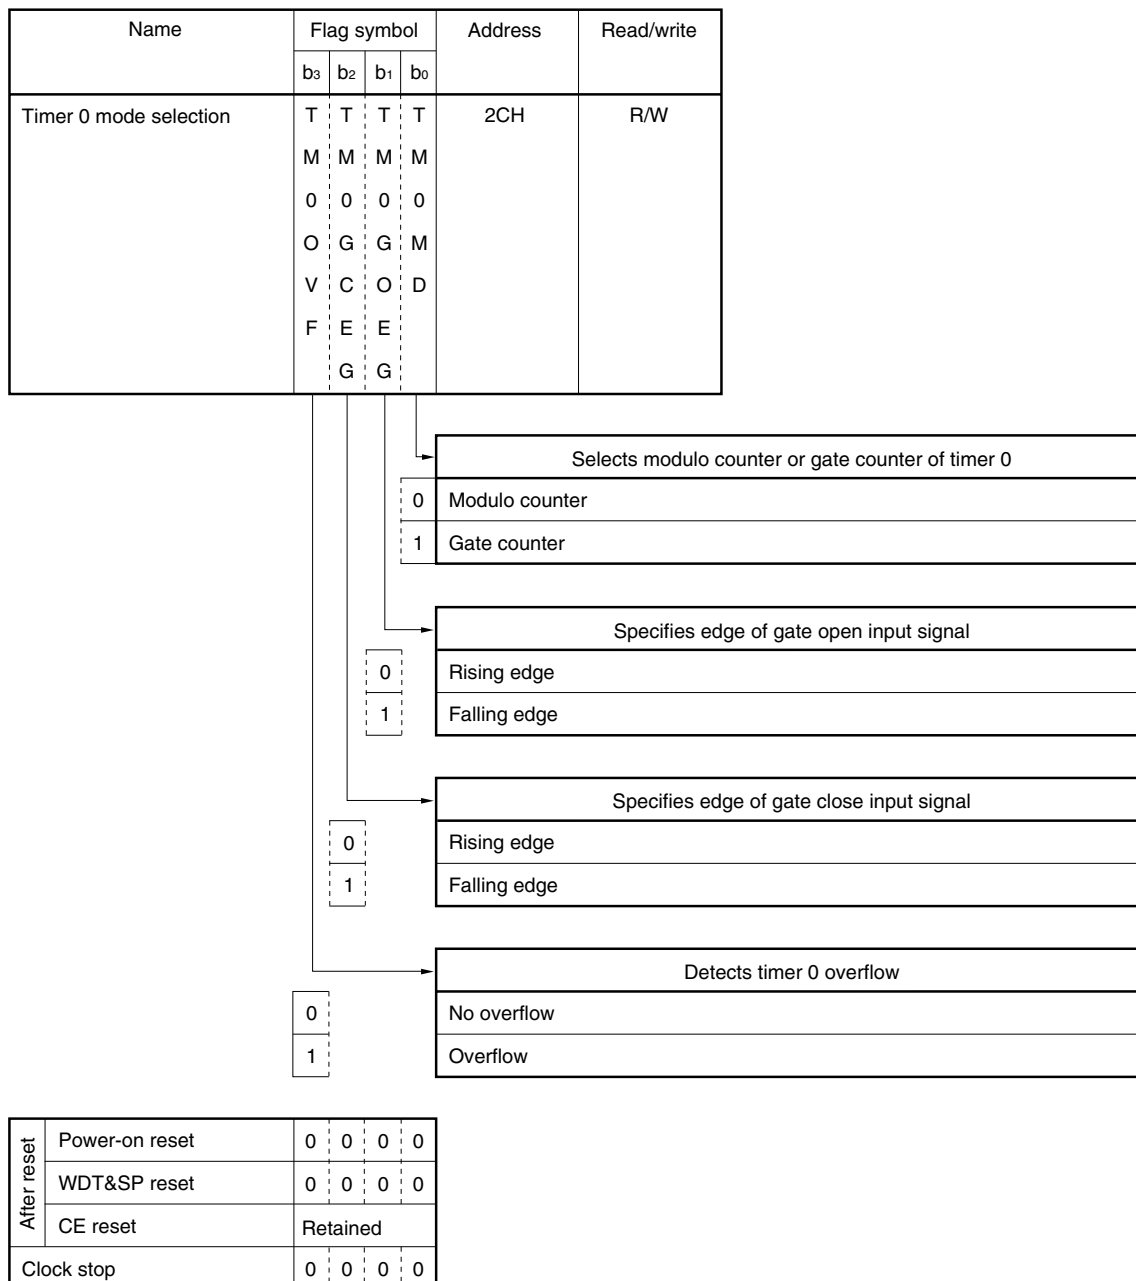 Name Flag symbol Address Read/write
b3 b2 b1 b0
Timer 0 mode selection T T T T 2CH R/W
M M M M
0 0 0 0
O G G M
V C O D
F E E
G G
Selects modulo counter or gate counter of timer 0
0 Modulo counter
1 Gate counter
Specifies edge of gate open input signal
0 Rising edge
1 Falling edge
Specifies edge of gate close input signal
0 Rising edge
1 Falling edge
Detects timer 0 overflow
0 No overflow
1 Overflow
After reset
Power-on reset 0 0 0 0
WDT&SP reset 0 0 0 0
CE reset Retained
Clock stop 0 0 0 0